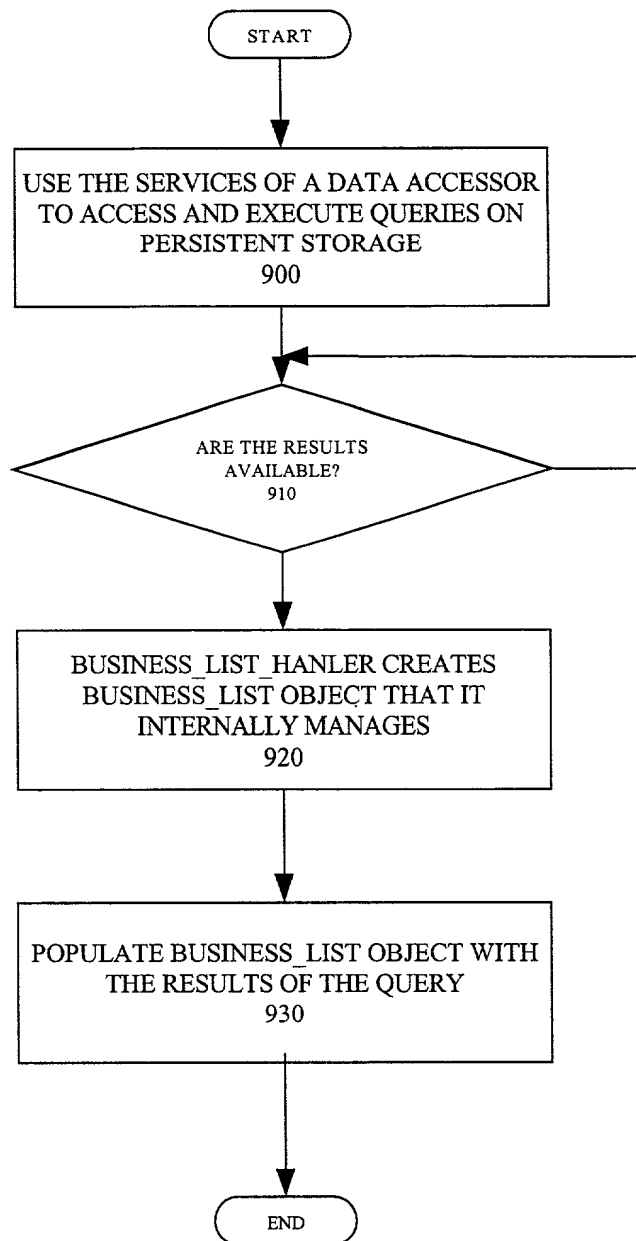 START
USE THE SERVICES OF A DATA ACCESSOR
TO ACCESS AND EXECUTE QUERIES ON
PERSISTENT STORAGE
900
ARE THE RESULTS
AVAILABLE?
910
BUSINESS_LIST_HANLER CREATES
BUSINESS_LIST OBJECT THAT IT
INTERNALLY MANAGES
920
POPULATE BUSINESS_LIST OBJECT WITH
THE RESULTS OF THE QUERY
930
END